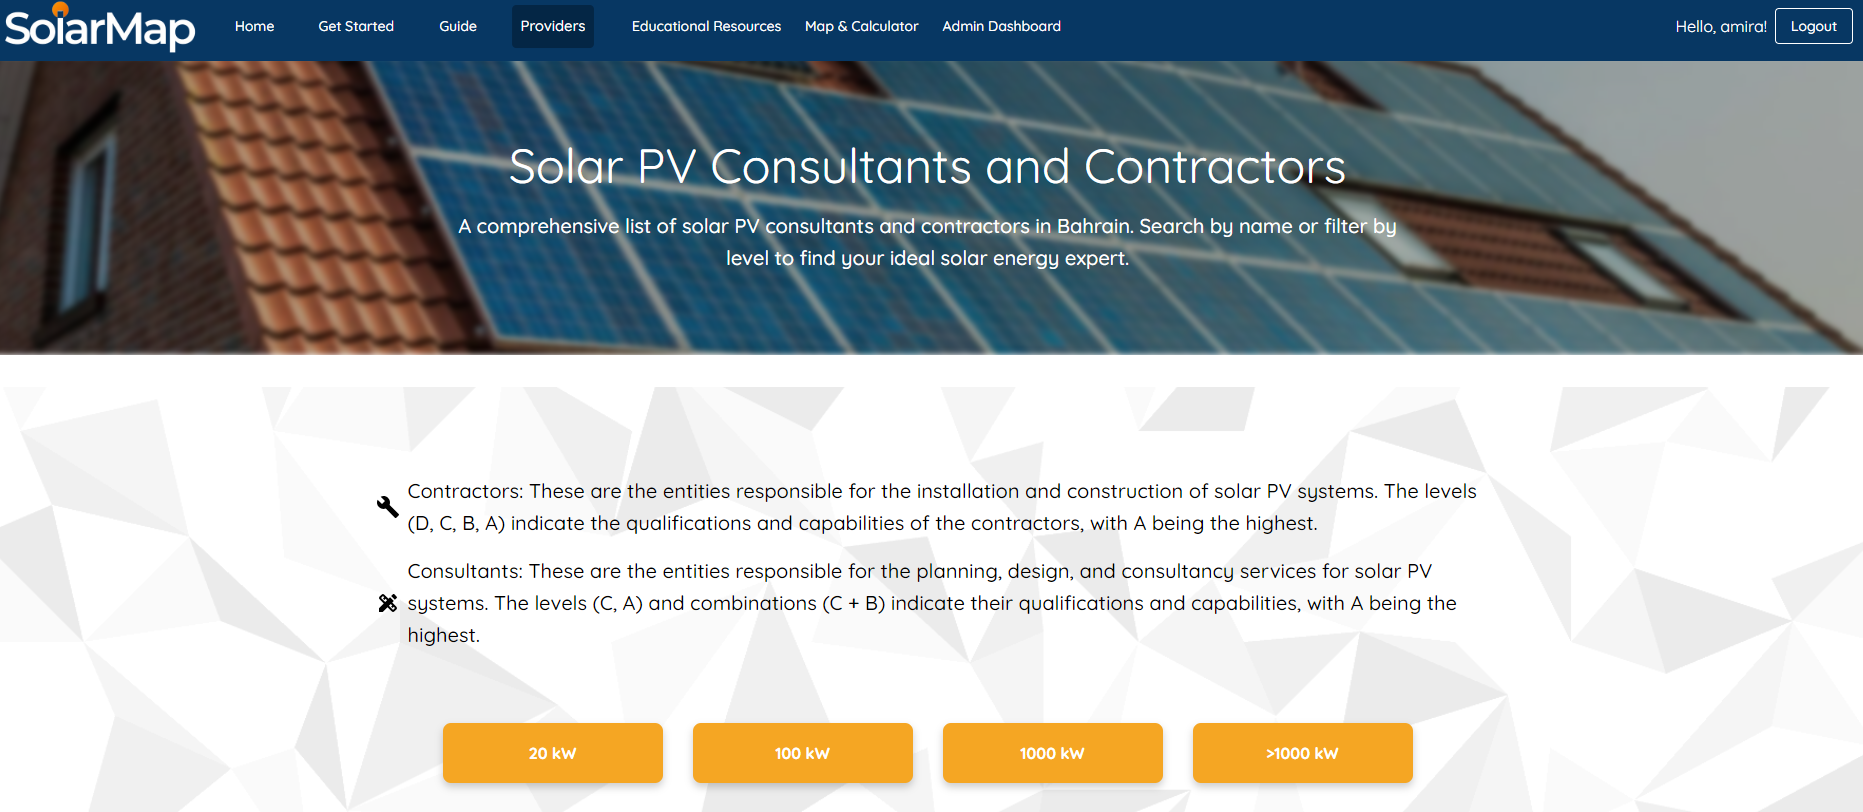 SolarMap
Home Get Started Guide Providers Educational Resources Map & Calculator Admin Dashboard Hello, amira! Logout
Solar PV Consultants and Contractors
A comprehensive list of solar PV consultants and contractors in Bahrain. Search by name or filter by
level to find your ideal solar energy expert.
Contractors: These are the entities responsible for the installation and construction of solar PV systems. The levels
(D, C, B, A) indicate the qualifications and capabilities of the contractors, with A being the highest.
Consultants: These are the entities responsible for the planning, design, and consultancy services for solar PV
systems. The levels (C, A) and combinations (C + B) indicate their qualifications and capabilities, with A being the
highest.
20 kW 100 kW 1000 kW >1000 kW